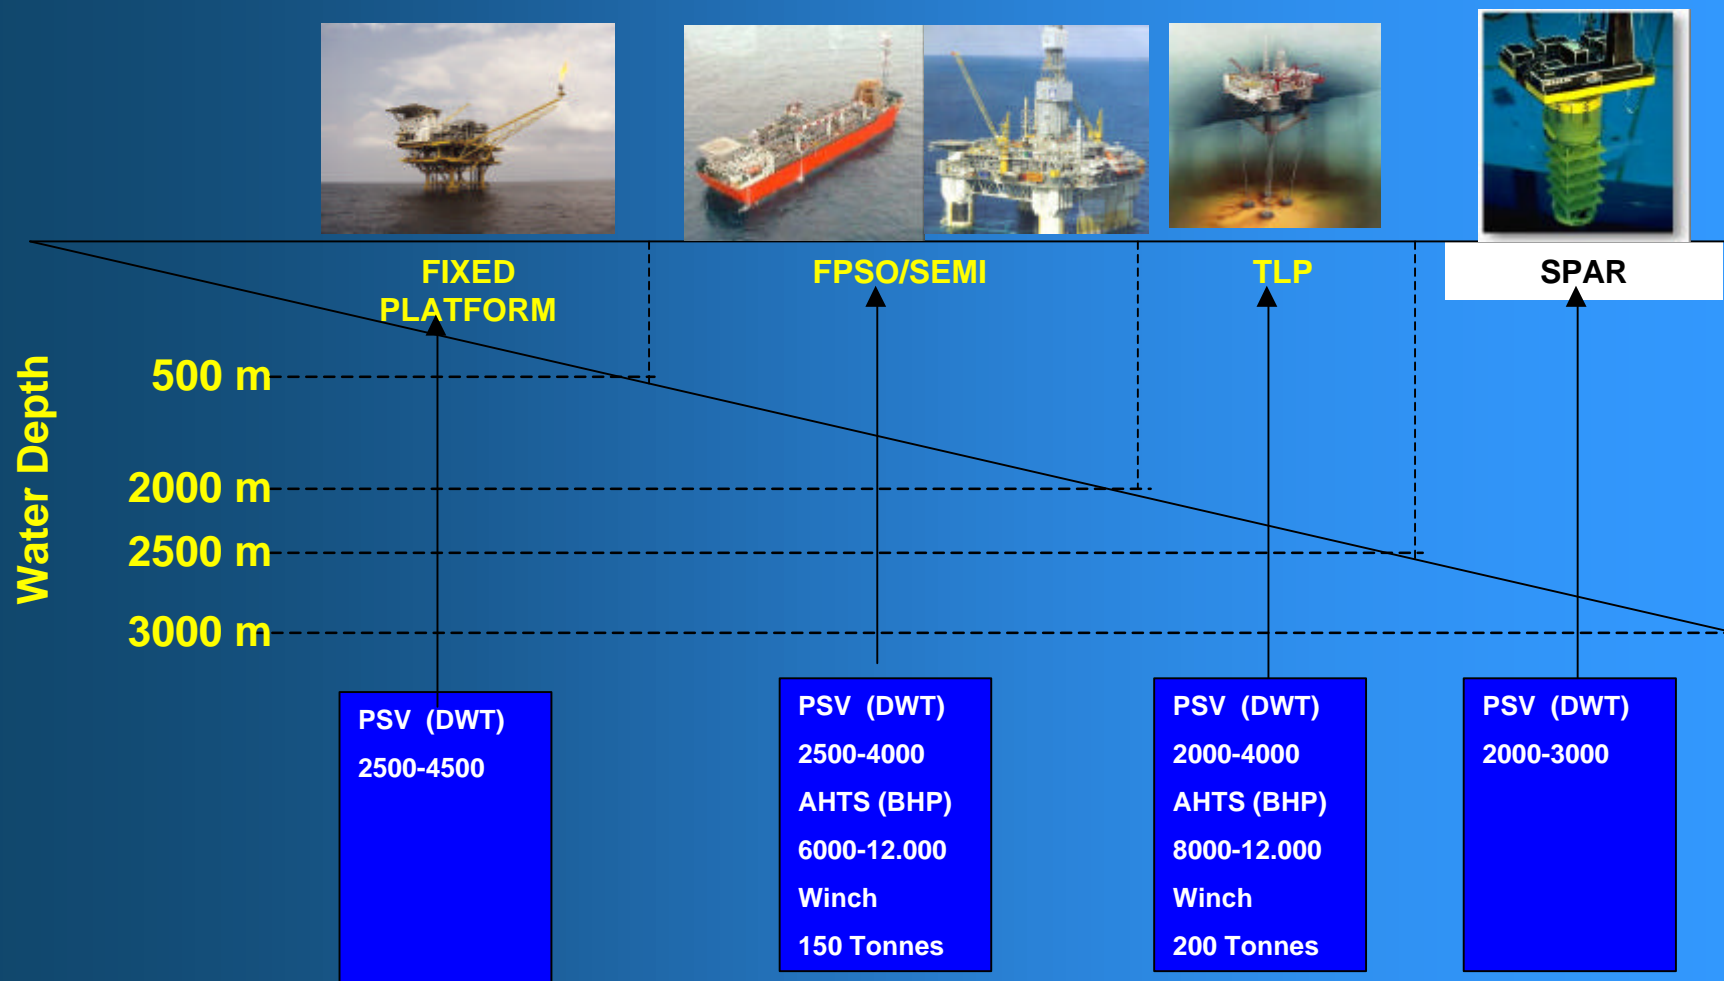 FIXED
PLATFORM
FPSO/SEMI
TLP
SPAR
Water Depth
500 m
2000 m
2500 m
3000 m
PSV (DWT)
2500-4500
PSV (DWT)
2500-4000
AHTS (BHP)
6000-12.000
Winch
150 Tonnes
PSV (DWT)
2000-4000
AHTS (BHP)
8000-12.000
Winch
200 Tonnes
PSV (DWT)
2000-3000